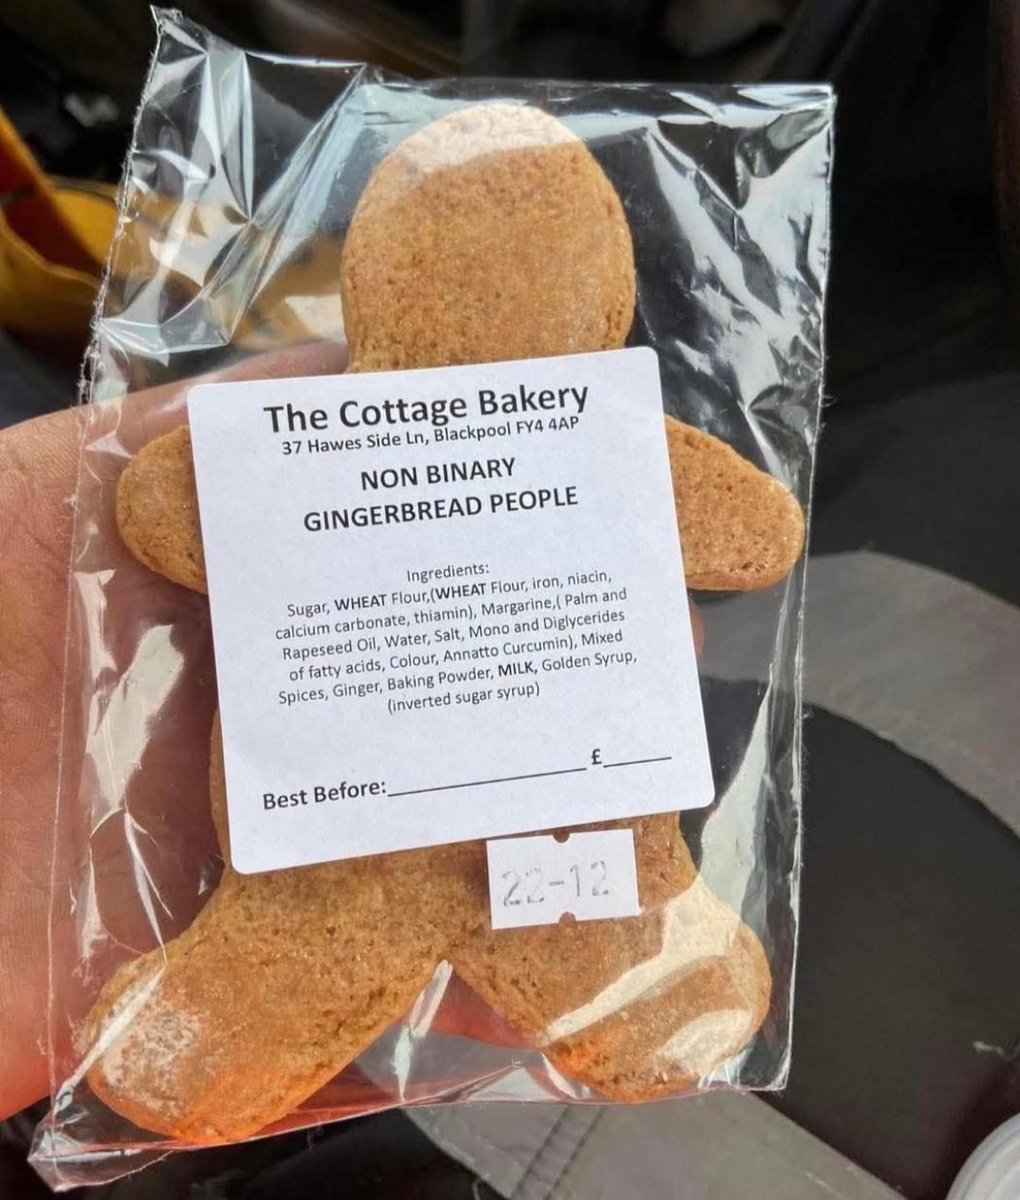 The Cottage Bakery
37 Hawes Side Ln, Blackpool FY4 4AP
NON BINARY
GINGERBREAD PEOPLE
Ingredients:
Sugar, WHEAT Flour,(WHEAT Flour, iron, niacin,
calcium carbonate, thiamin), Margarine,( Palm and
Rapeseed Oil, Water, Salt, Mono and Diglycerides
of fatty acids, Colour, Annatto Curcumin), Mixed
Spices, Ginger, Baking Powder, MILK, Golden Syrup,
(inverted sugar syrup)
Best Before:_______________ £_____
22-12